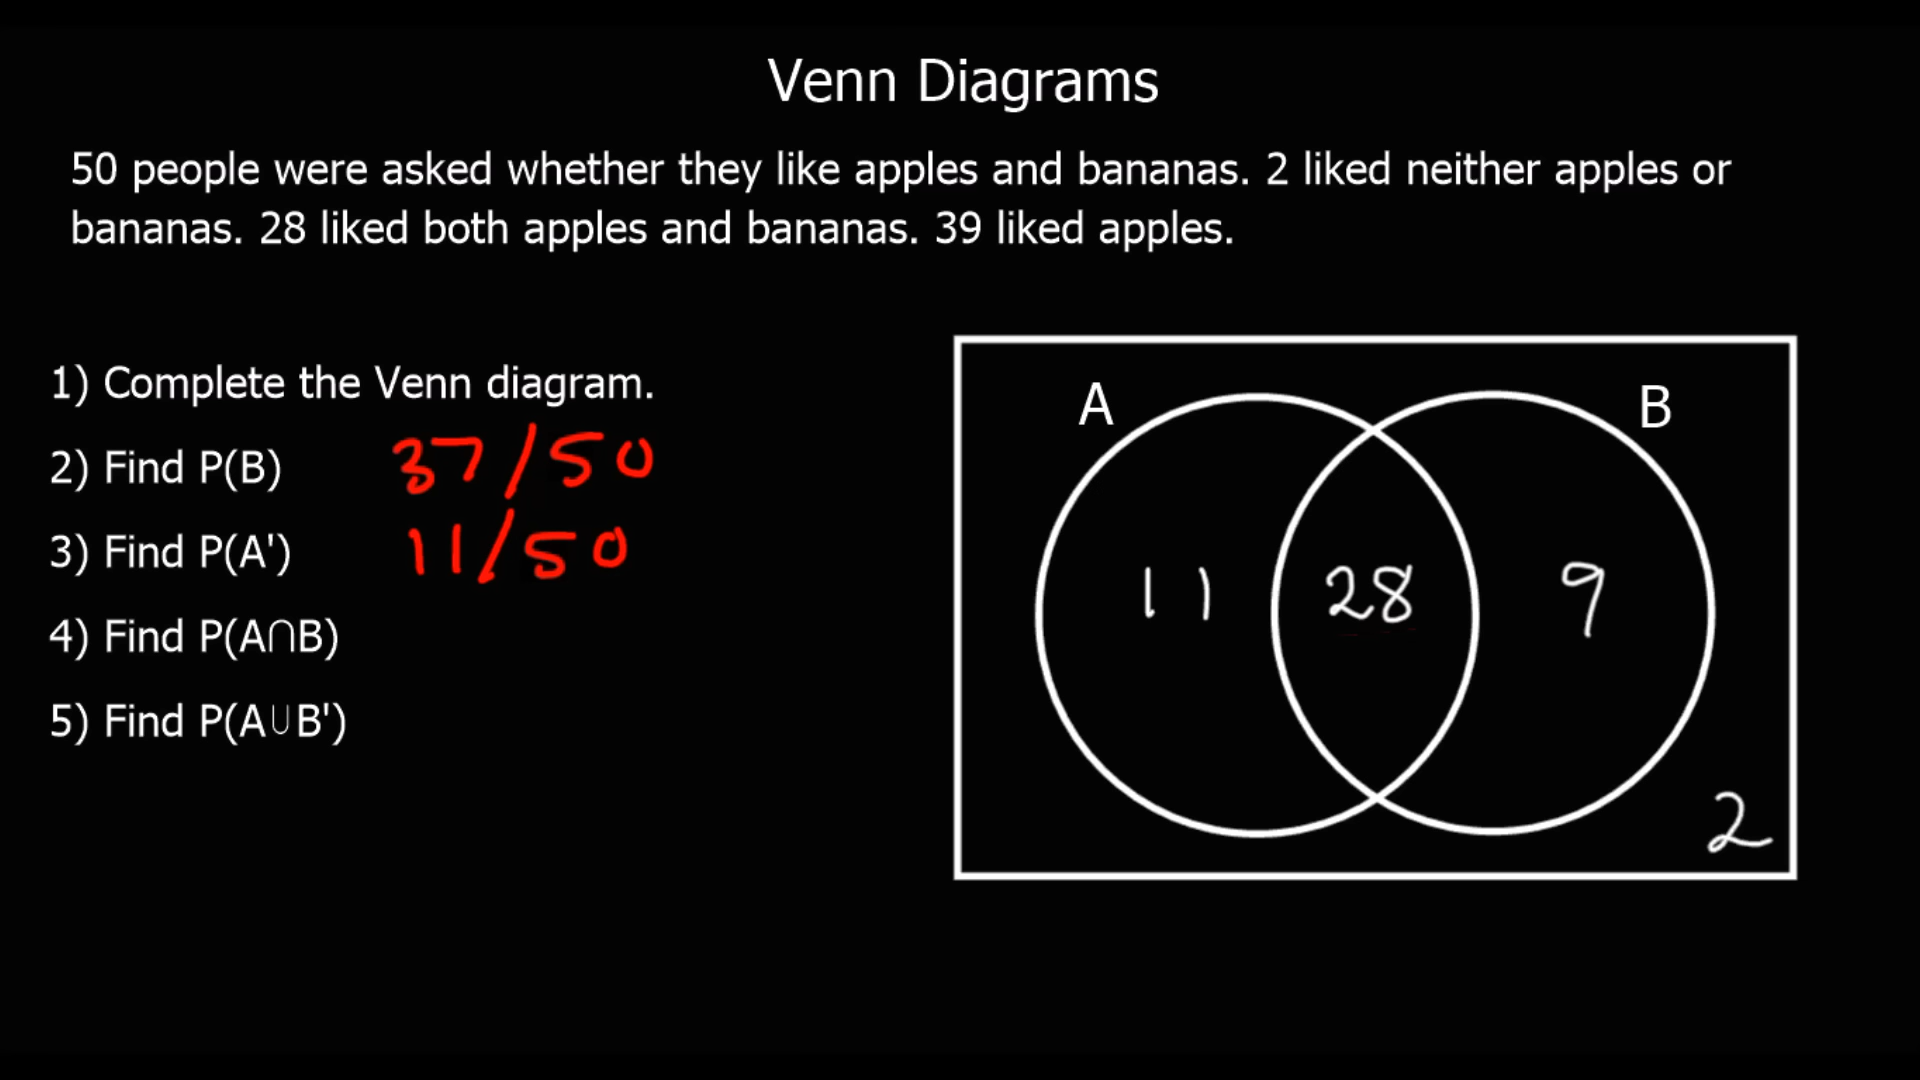 Venn Diagrams
50 people were asked whether they like apples and bananas. 2 liked neither apples or
bananas. 28 liked both apples and bananas. 39 liked apples.
1) Complete the Venn diagram.
2) Find P(B) 37/50
3) Find P(A') 11/50
4) Find P(A∩B)
5) Find P(A∪B')
A B
11 28 9
2